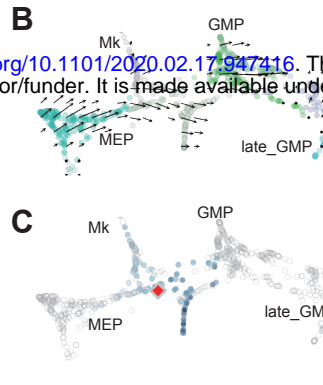 B
GMP
Mk
org/10.1101/2020.02.17.947416. Th
or/funder. It is made available unde
MEP
late_GMP
C
GMP
Mk
MEP
late_GM